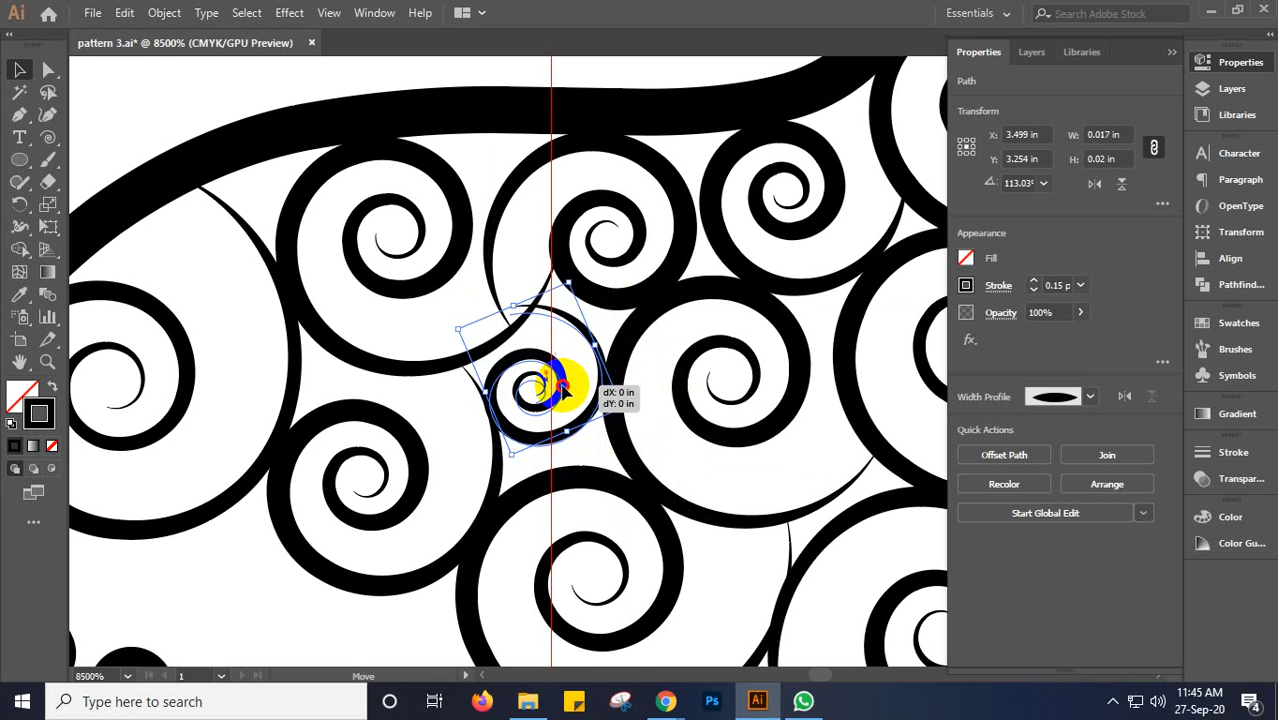 Ai File Edit Object Type Select Effect View Window Help Essentials Search Adobe Stock
pattern 3.ai* @ 8500% (CMYK/GPU Preview)
Properties Layers Libraries
Path
Transform
X: 3.499 in W: 0.017 in
Y: 3.254 in H: 0.02 in
113.03°
Appearance
Fill
Stroke 0.15 p
Opacity 100%
fx
Width Profile
Quick Actions
Offset Path Join
Recolor Arrange
Start Global Edit
Properties
Layers
Libraries
Character
Paragraph
OpenType
Transform
Align
Pathfind...
Swatches
Brushes
Symbols
Gradient
Stroke
Transpar...
Color
Color Gu...
dX: 0 in
dY: 0 in
8500% 1 Move
Type here to search
Ps
Ai
11:45 AM
27-Sep-20
4